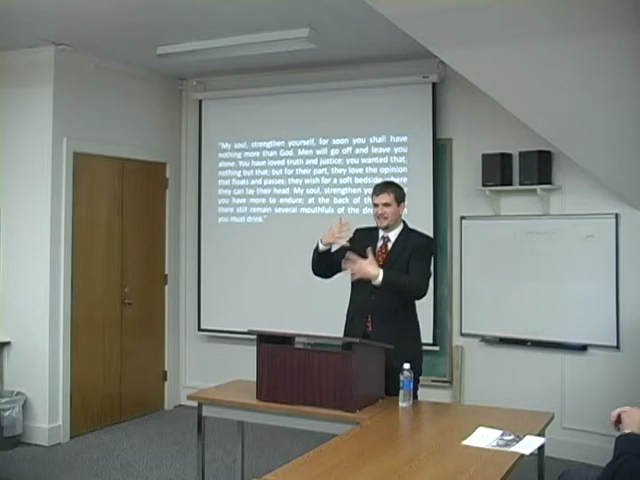 "My soul, strengthen yourself, for soon you shall have
nothing more than God. Men will go off and leave you
alone. You have loved truth and justice; you wanted that,
nothing but that; but for their part, they love the opinion
that floats and passes; they wish for a soft bedside where
they can lay their head. My soul, strengthen
you have more to endure; at the back of
there still remain several mouthfuls of the
you must drink."